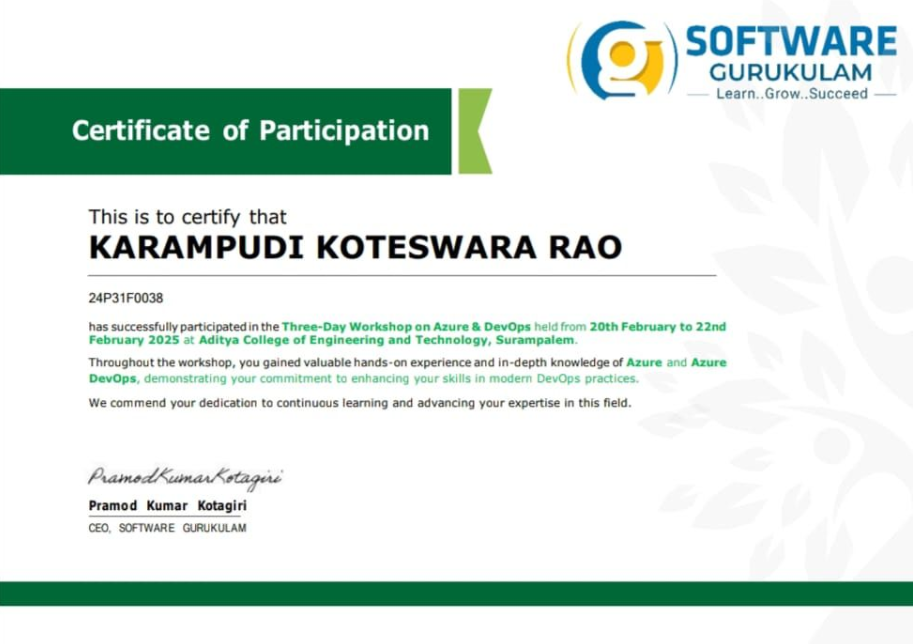 SOFTWARE
GURUKULAM
Learn..Grow..Succeed
Certificate of Participation
This is to certify that
KARAMPUDI KOTESWARA RAO
24P31F0038
has successfully participated in the Three-Day Workshop on Azure & DevOps held from 20th February to 22nd
February 2025 at Aditya College of Engineering and Technology, Surampalem.
Throughout the workshop, you gained valuable hands-on experience and in-depth knowledge of Azure and Azure
DevOps, demonstrating your commitment to enhancing your skills in modern DevOps practices.
We commend your dedication to continuous learning and advancing your expertise in this field.
PramodKumarKotagiri
Pramod Kumar Kotagiri
CEO, SOFTWARE GURUKULAM